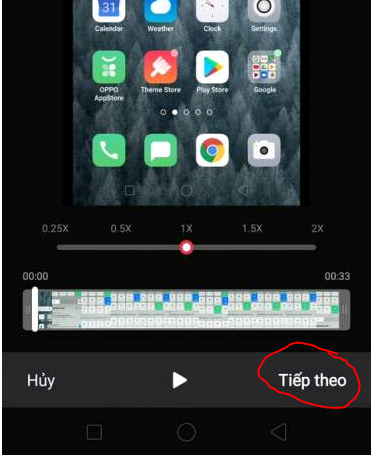 31
Calendar Weather Clock Settings
OPPO AppStore Theme Store Play Store Google
0.25X 0.5X 1X 1.5X 2X
00:00 00:33
Hủy Tiếp theo